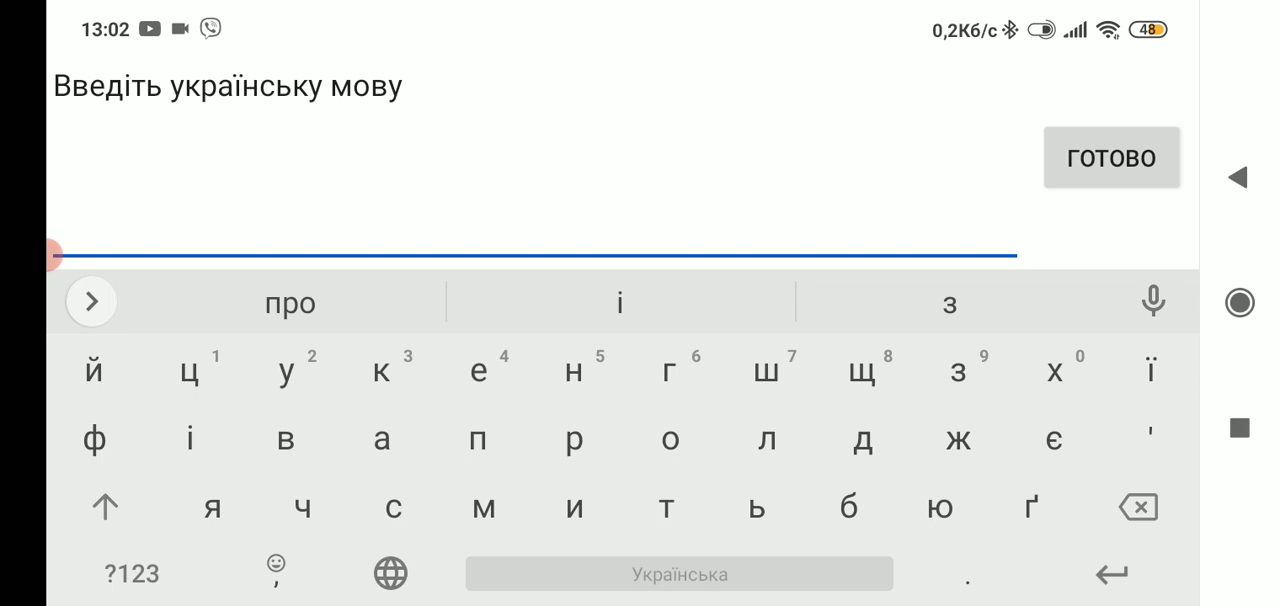 13:02 0,2Кб/с 48
Введіть українську мову
ГОТОВО
про і з
й ц 1 у 2 к 3 е 4 н 5 г 6 ш 7 щ 8 з 9 х 0 ї
ф і в а п р о л д ж є '
я ч с м и т ь б ю ґ
?123 , Українська .